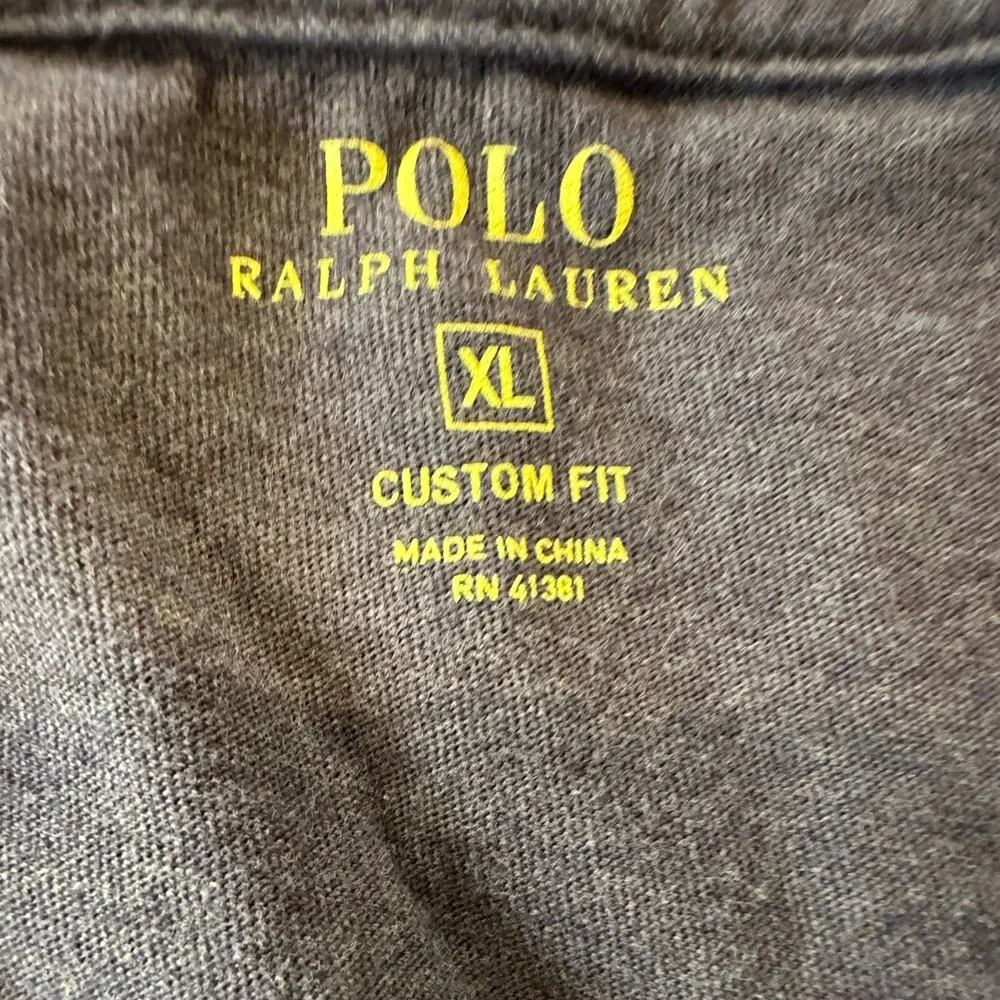 POLO
RALPH LAUREN
XL
CUSTOM FIT
MADE IN CHINA
RN 41381